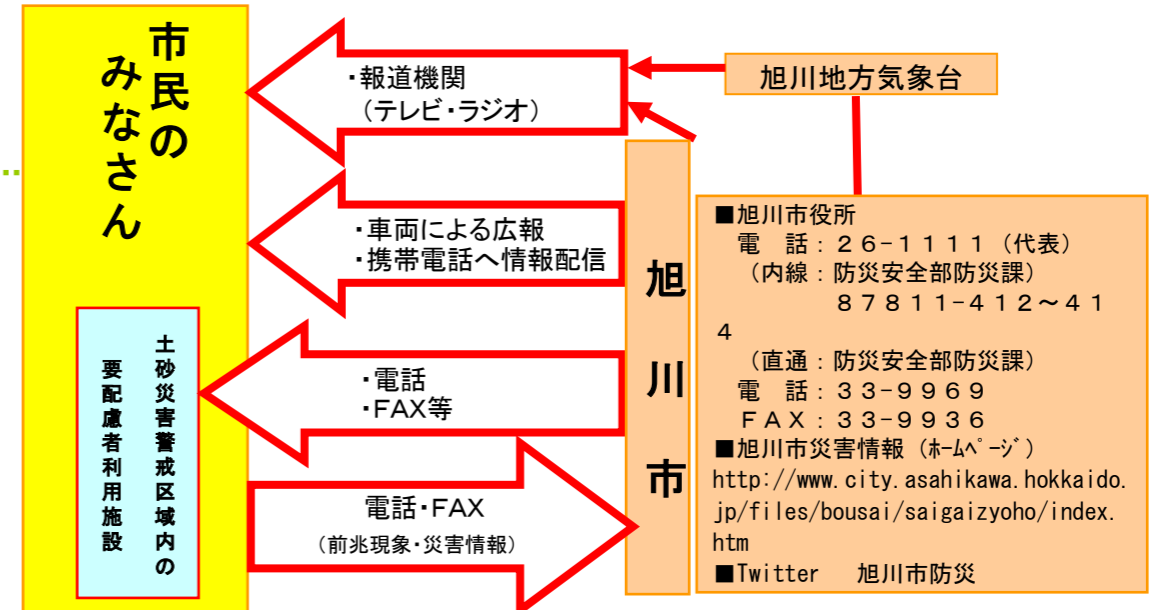 市民の
みなさん
土砂災害警戒区域内の
要配慮者利用施設
・報道機関
（テレビ・ラジオ）
・車両による広報
・携帯電話へ情報配信
・電話
・FAX等
電話・FAX
（前兆現象・災害情報）
旭川市
旭川地方気象台
■旭川市役所
電　話：２６-１１１１（代表）
（内線：防災安全部防災課）
８７８１１-４１２～４１
４
（直通：防災安全部防災課）
電　話：３３-９９６９
ＦＡＸ：３３-９９３６
■旭川市災害情報（ﾎｰﾑﾍﾟｰｼﾞ）
http://www.city.asahikawa.hokkaido.
jp/files/bousai/saigaizyoho/index.
htm
■Twitter　旭川市防災